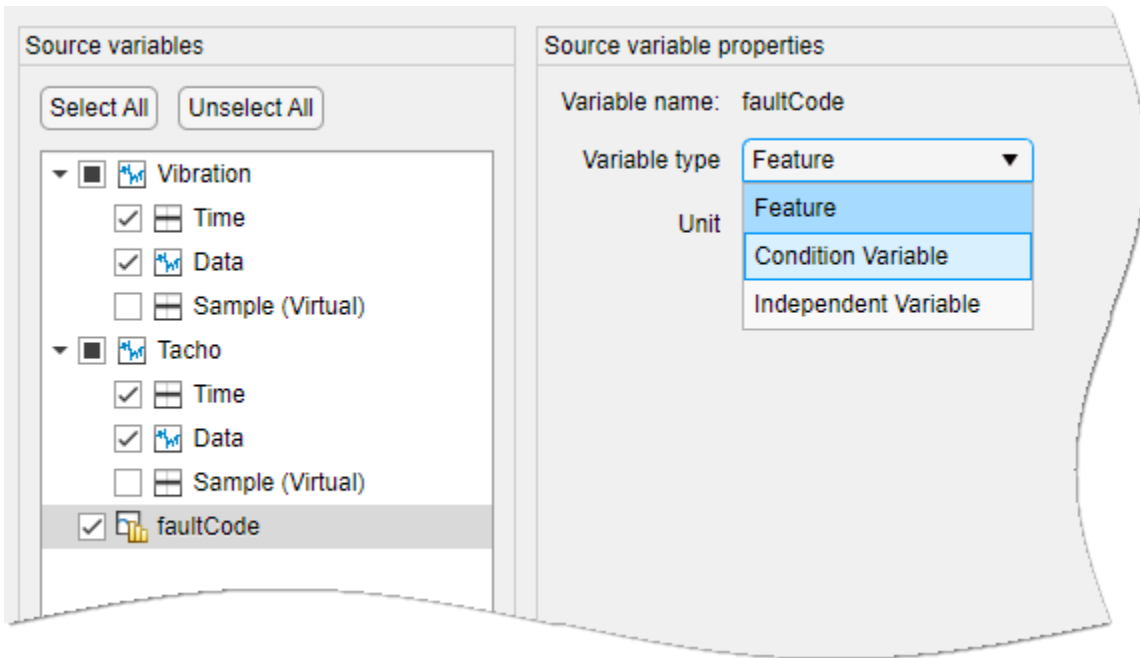 Source variables
Select All
Unselect All
Vibration
Time
Data
Sample (Virtual)
Tacho
Time
Data
Sample (Virtual)
faultCode
Source variable properties
Variable name: faultCode
Variable type Feature
Unit
Feature
Condition Variable
Independent Variable